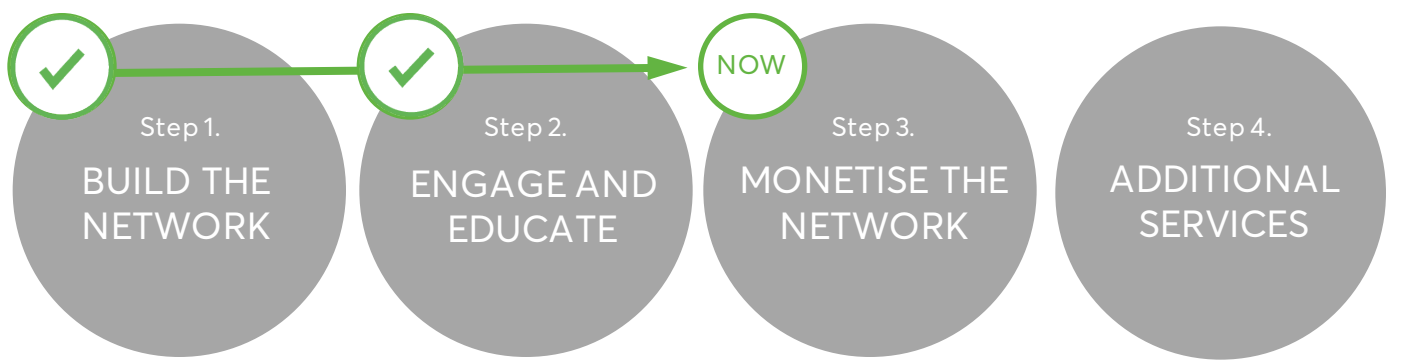 NOW
Step 1.
BUILD THE
NETWORK
Step 2.
ENGAGE AND
EDUCATE
Step 3.
MONETISE THE
NETWORK
Step 4.
ADDITIONAL
SERVICES